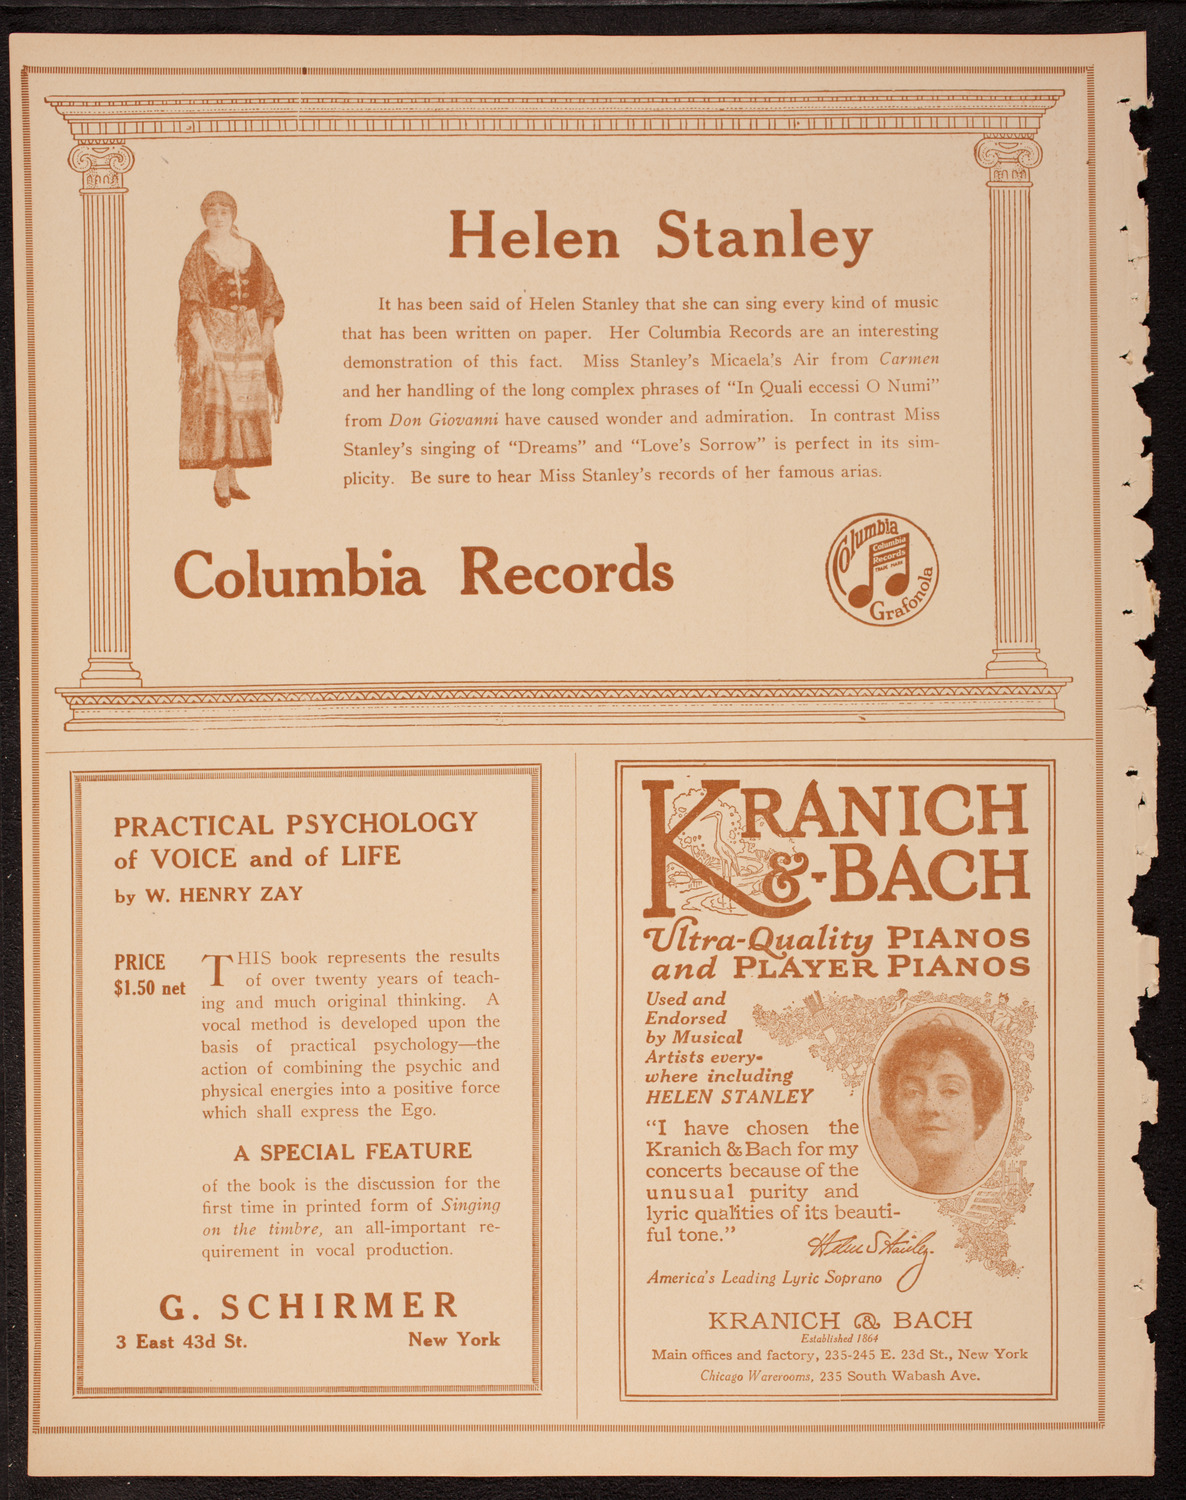 Helen Stanley
It has been said of Helen Stanley that she can sing every kind of music
that has been written on paper. Her Columbia Records are an interesting
demonstration of this fact. Miss Stanley's Micaela's Air from Carmen
and her handling of the long complex phrases of "In Quali eccessi O Numi"
from Don Giovanni have caused wonder and admiration. In contrast Miss
Stanley's singing of "Dreams" and "Love's Sorrow" is perfect in its sim-
plicity. Be sure to hear Miss Stanley's records of her famous arias.
Columbia Records
Columbia
Columbia
Records
TRADE MARK
Grafonola
PRACTICAL PSYCHOLOGY
of VOICE and of LIFE
by W. HENRY ZAY
PRICE
$1.50 net
THIS book represents the results
of over twenty years of teach-
ing and much original thinking. A
vocal method is developed upon the
basis of practical psychology—the
action of combining the psychic and
physical energies into a positive force
which shall express the Ego.
A SPECIAL FEATURE
of the book is the discussion for the
first time in printed form of Singing
on the timbre, an all-important re-
quirement in vocal production.
G. SCHIRMER
3 East 43d St. New York
KRANICH
&-BACH
Ultra-Quality PIANOS
and PLAYER PIANOS
Used and
Endorsed
by Musical
Artists every-
where including
HELEN STANLEY
"I have chosen the
Kranich & Bach for my
concerts because of the
unusual purity and
lyric qualities of its beauti-
ful tone."
Helen Stanley.
America's Leading Lyric Soprano
KRANICH & BACH
Established 1864
Main offices and factory, 235-245 E. 23d St., New York
Chicago Warerooms, 235 South Wabash Ave.